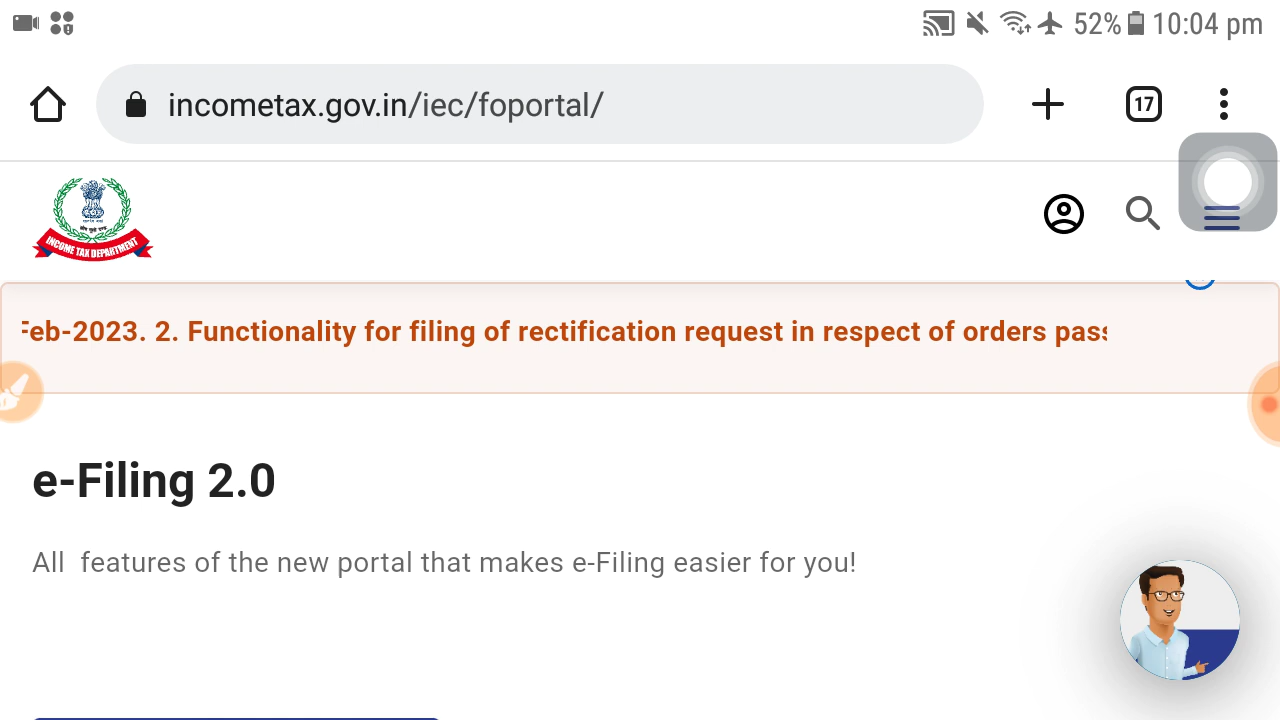 52% 10:04 pm
incometax.gov.in/iec/foportal/
17
INCOME TAX DEPARTMENT
Feb-2023. 2. Functionality for filing of rectification request in respect of orders pass
e-Filing 2.0
All features of the new portal that makes e-Filing easier for you!